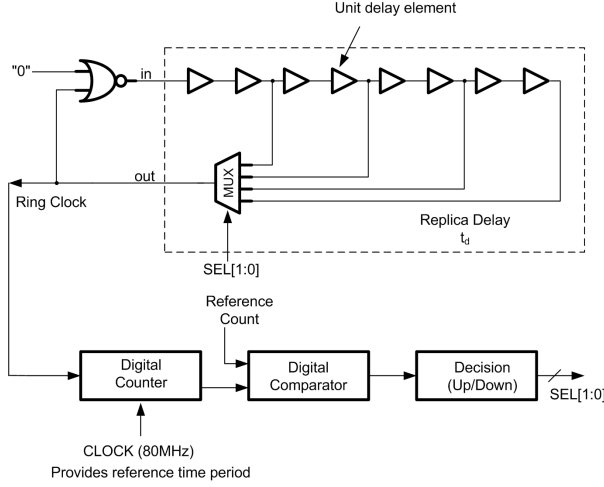 Unit delay element
"0"
in
out
MUX
Ring Clock
Replica Delay
td
SEL[1:0]
Reference
Count
Digital
Counter
Digital
Comparator
Decision
(Up/Down)
SEL[1:0]
CLOCK (80MHz)
Provides reference time period